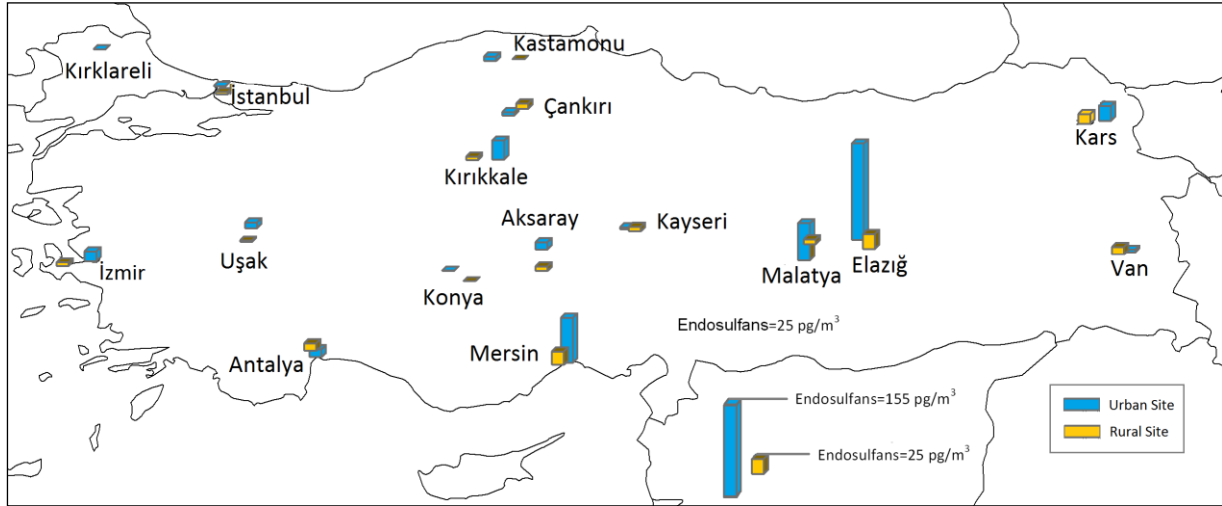 Kastamonu
Kırklareli
İstanbul
Çankırı
Kars
Kırıkkale
Aksaray
Kayseri
Uşak
İzmir
Malatya
Elazığ
Van
Konya
Endosulfans=25 pg/m³
Mersin
Antalya
Endosulfans=155 pg/m³
Urban Site
Rural Site
Endosulfans=25 pg/m³